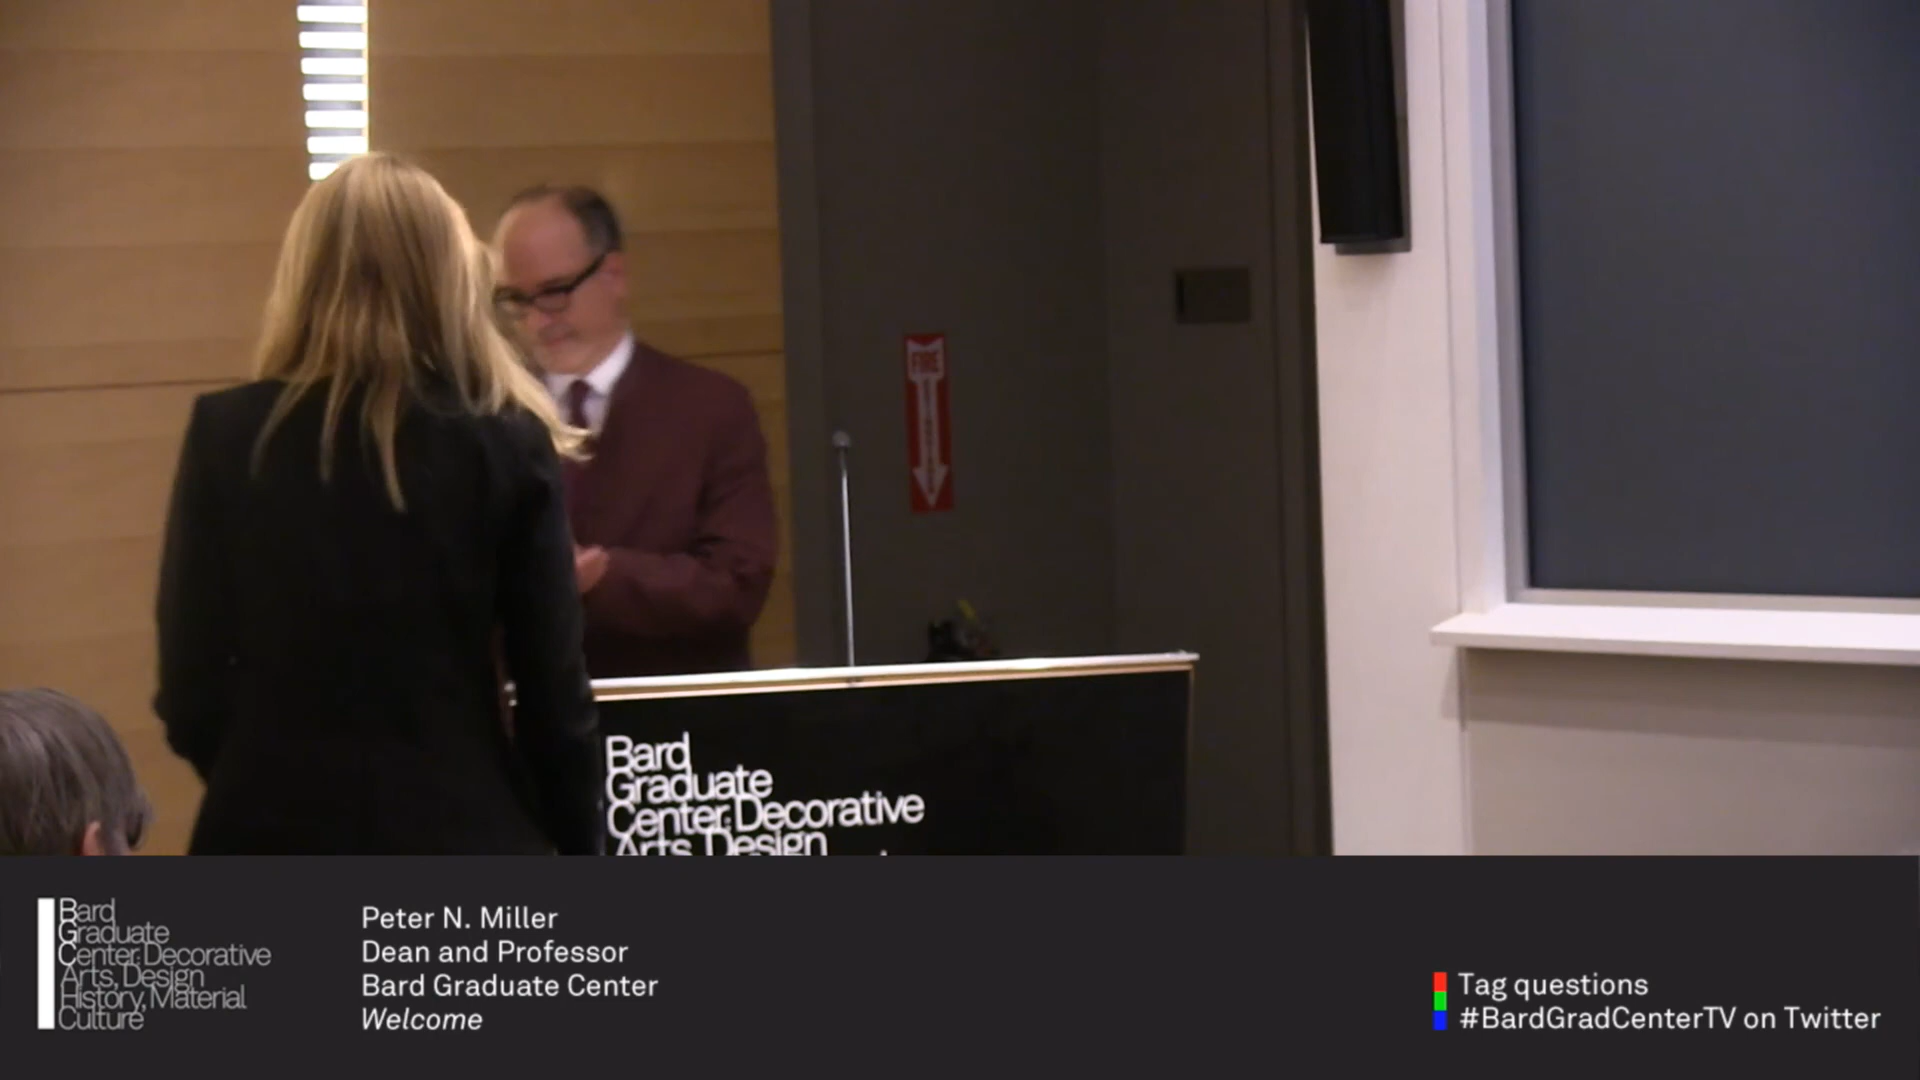 FIRE
Bard
Graduate
Center: Decorative
Arts, Design
Bard
Graduate
Center: Decorative
Arts, Design
History, Material
Culture
Peter N. Miller
Dean and Professor
Bard Graduate Center
Welcome
Tag questions
#BardGradCenterTV on Twitter